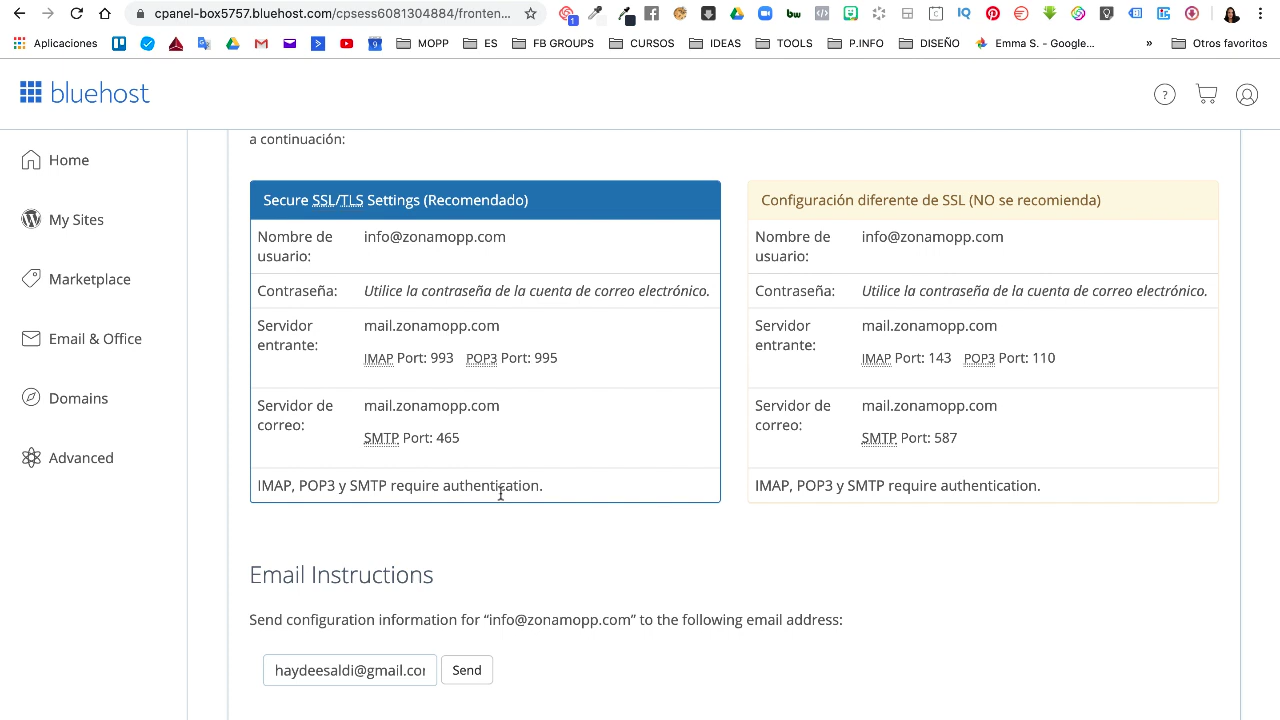 cpanel-box5757.bluehost.com/cpsess6081304884/fronten...
1
Aplicaciones
MOPP
ES
FB GROUPS
CURSOS
IDEAS
TOOLS
P.INFO
DISEÑO
Emma S. - Google...
»
Otros favoritos
bluehost
Home
My Sites
Marketplace
Email & Office
Domains
Advanced
a continuación:
Secure SSL/TLS Settings (Recomendado)
Nombre de
usuario:
info@zonamopp.com
Contraseña:
Utilice la contraseña de la cuenta de correo electrónico.
Servidor
entrante:
mail.zonamopp.com
IMAP Port: 993 POP3 Port: 995
Servidor de
correo:
mail.zonamopp.com
SMTP Port: 465
IMAP, POP3 y SMTP require authentication.
Configuración diferente de SSL (NO se recomienda)
Nombre de
usuario:
info@zonamopp.com
Contraseña:
Utilice la contraseña de la cuenta de correo electrónico.
Servidor
entrante:
mail.zonamopp.com
IMAP Port: 143 POP3 Port: 110
Servidor de
correo:
mail.zonamopp.com
SMTP Port: 587
IMAP, POP3 y SMTP require authentication.
Email Instructions
Send configuration information for “info@zonamopp.com” to the following email address:
haydeesaldi@gmail.co
Send